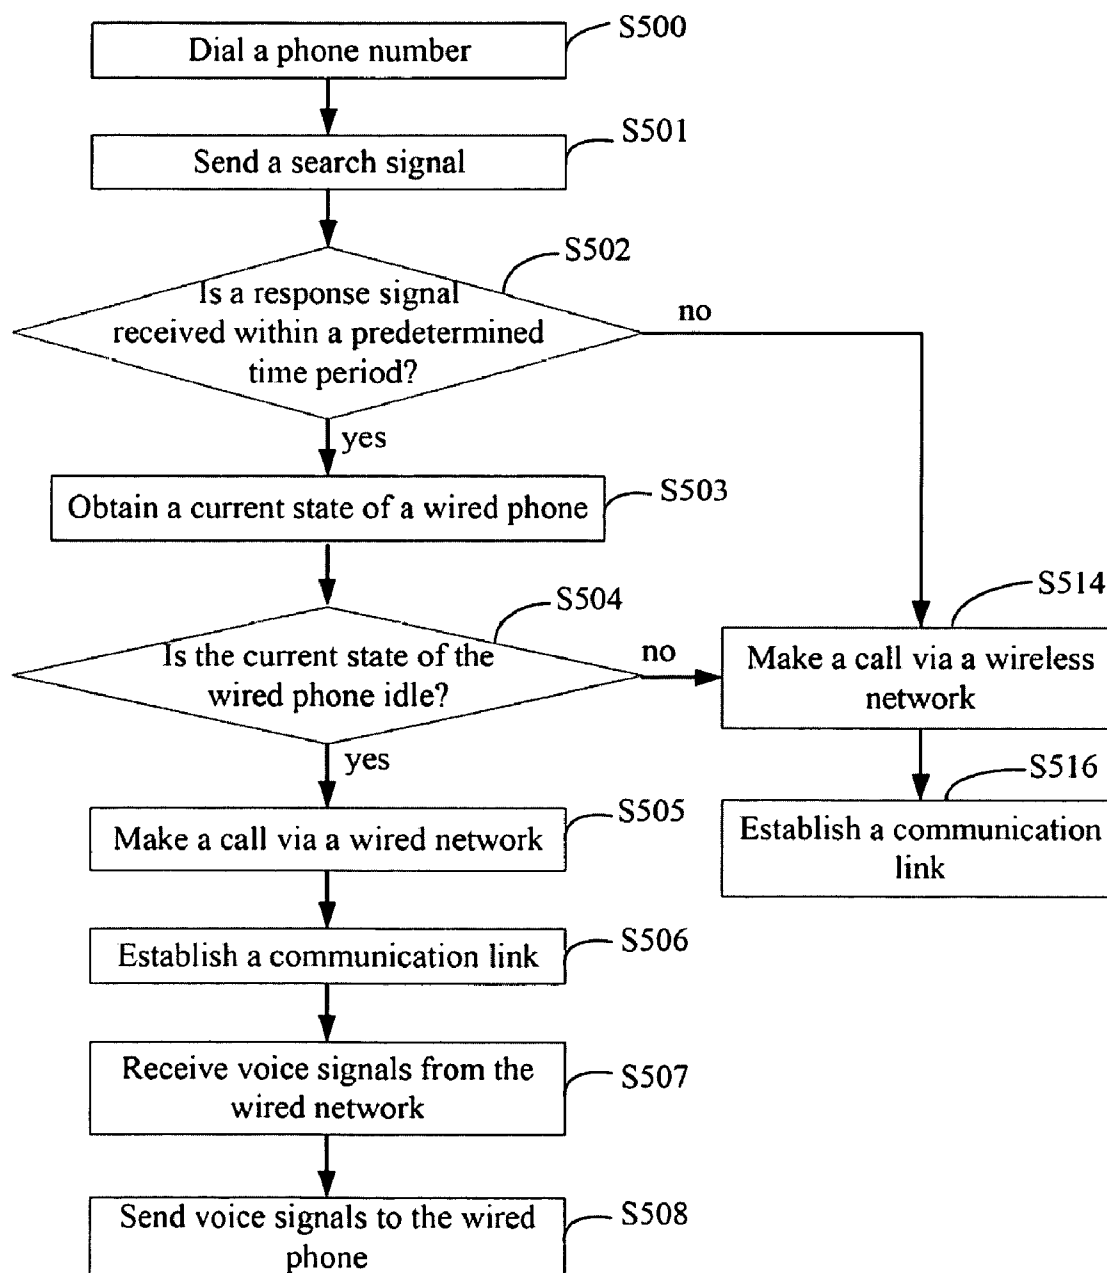 S500
Dial a phone number
S501
Send a search signal
S502
Is a response signal
received within a predetermined
time period?
no
yes
S503
Obtain a current state of a wired phone
S504
Is the current state of the
wired phone idle?
no
S514
Make a call via a wireless
network
yes
S505
Make a call via a wired network
S516
Establish a communication
link
S506
Establish a communication link
S507
Receive voice signals from the
wired network
S508
Send voice signals to the wired
phone